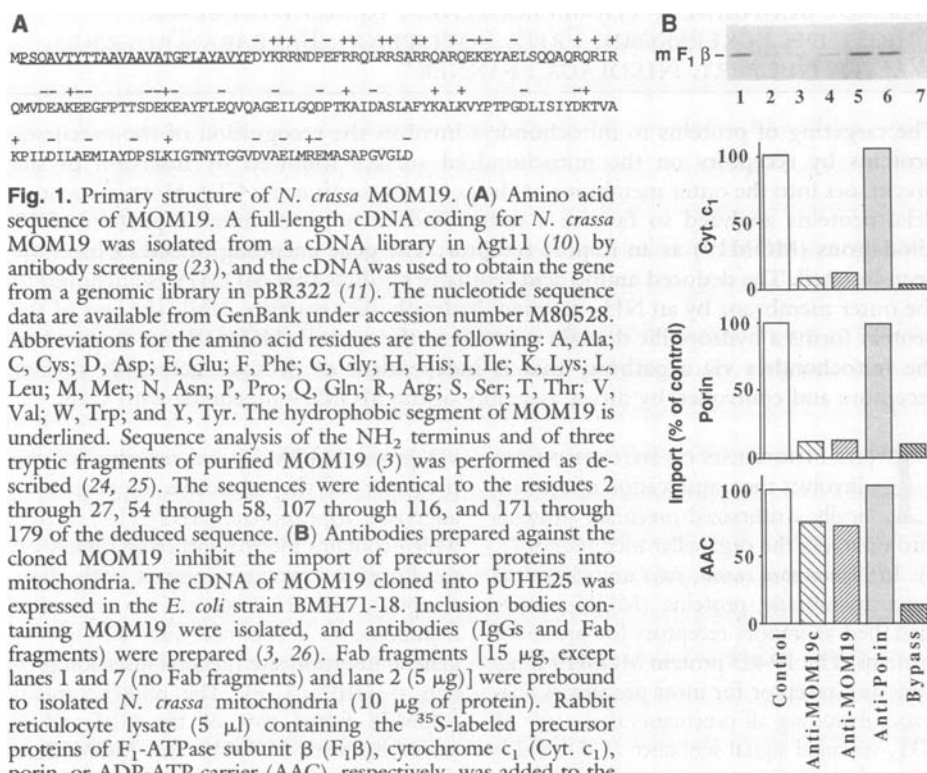 A
MPSQAVTYTTAAVAAVATGFLAYAVYFDYKRRNDPEFRRQLRRSARRQARQEKRYAELSQQAQRQRIR
QMVDEAKEEGFPTTSDEKEAYFLEQVQAGEILGQDPTKAIDASLAFYKALKVYPTPGDLISIYDKTVA
KPILDILAEMIAYDPSLKIGTNYTGGVDVAELMREMASAPGVGLD
Fig. 1. Primary structure of N. crassa MOM19. (A) Amino acid
sequence of MOM19. A full-length cDNA coding for N. crassa
MOM19 was isolated from a cDNA library in λgt11 (10) by
antibody screening (23), and the cDNA was used to obtain the gene
from a genomic library in pBR322 (11). The nucleotide sequence
data are available from GenBank under accession number M80528.
Abbreviations for the amino acid residues are the following: A, Ala;
C, Cys; D, Asp; E, Glu; F, Phe; G, Gly; H, His; I, Ile; K, Lys; L,
Leu; M, Met; N, Asn; P, Pro; Q, Gln; R, Arg; S, Ser; T, Thr; V,
Val; W, Trp; and Y, Tyr. The hydrophobic segment of MOM19 is
underlined. Sequence analysis of the NH2 terminus and of three
tryptic fragments of purified MOM19 (3) was performed as de-
scribed (24, 25). The sequences were identical to the residues 2
through 27, 54 through 58, 107 through 116, and 171 through
179 of the deduced sequence. (B) Antibodies prepared against the
cloned MOM19 inhibit the import of precursor proteins into
mitochondria. The cDNA of MOM19 cloned into pUHE25 was
expressed in the E. coli strain BMH71-18. Inclusion bodies con-
taining MOM19 were isolated, and antibodies (IgGs and Fab
fragments) were prepared (3, 26). Fab fragments [15 μg, except
lanes 1 and 7 (no Fab fragments) and lane 2 (5 μg)] were prebound
to isolated N. crassa mitochondria (10 μg of protein). Rabbit
reticulocyte lysate (5 μl) containing the 35S-labeled precursor
proteins of F1-ATPase subunit β (F1β), cytochrome c1 (Cyt. c1),
porin, or ADP-ATP carrier (AAC), respectively, was added to the
B
m F1 β
1 2 3 4 5 6 7
Import (% of control)
Cyt. c1
100
50
0
Porin
100
50
0
AAC
100
50
0
Control
Anti-MOM19
Anti-MOM19
Anti-Porin
Bypass